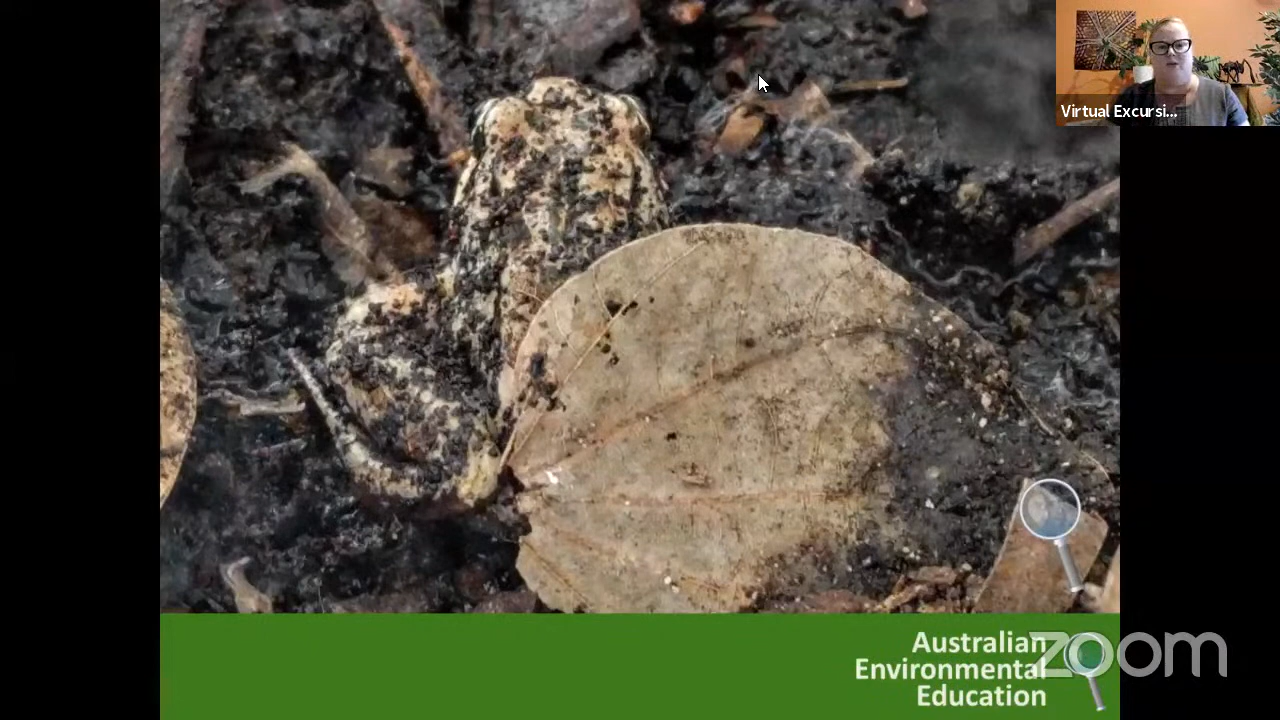 Virtual Excursi...
Australian
Environmental
Education
zoom